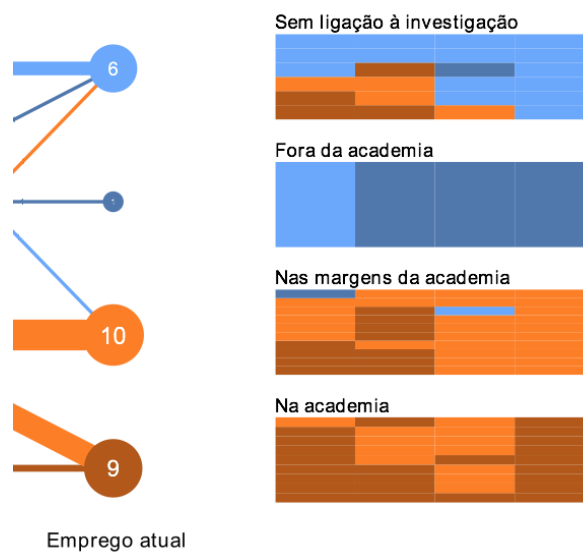 Sem ligação à investigação
6
Fora da academia
1
Nas margens da academia
10
Na academia
9
Emprego atual